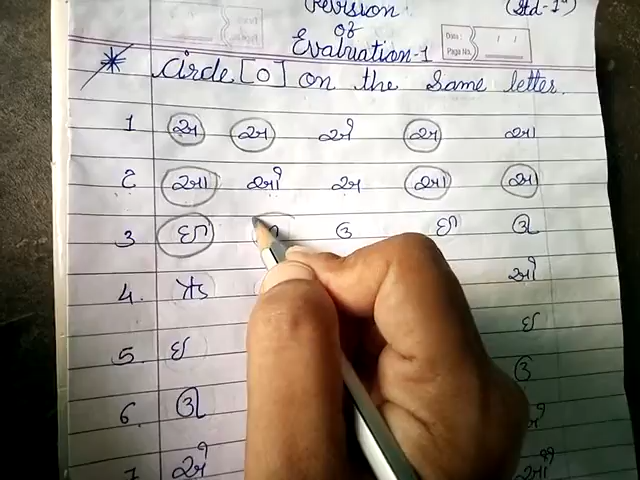 Revision (Std-1st)
of
Evaluation-1
Date : / /
Page No.
* Circle [O] on the same letter.
1 અ અ એ અ આ
2 આ ઓ અ આ આ
3 ઈ ઉ ઈ ઊ
4. ઓ
5. ઇ ઇ
6. ઊ ઉ
7 એ ઔ